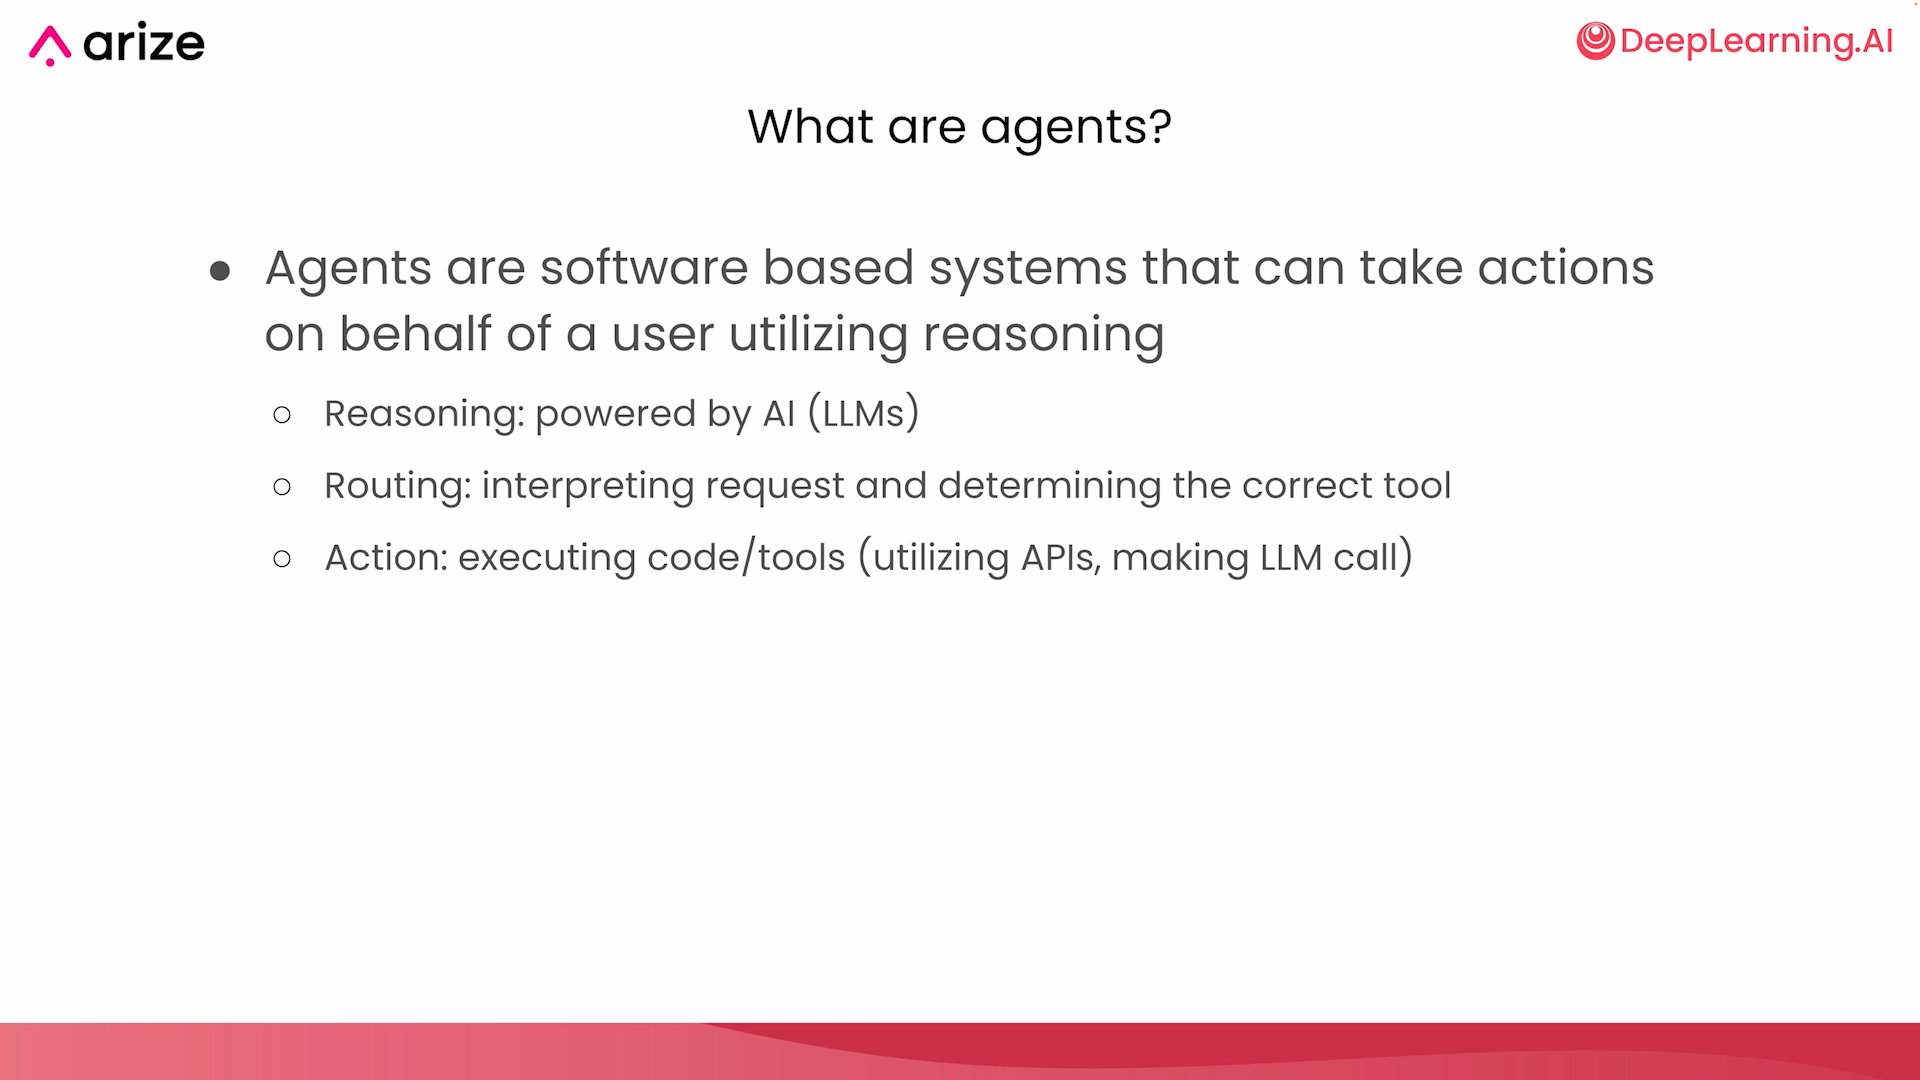 arize
DeepLearning.AI
What are agents?
● Agents are software based systems that can take actions
on behalf of a user utilizing reasoning
○ Reasoning: powered by AI (LLMs)
○ Routing: interpreting request and determining the correct tool
○ Action: executing code/tools (utilizing APIs, making LLM call)